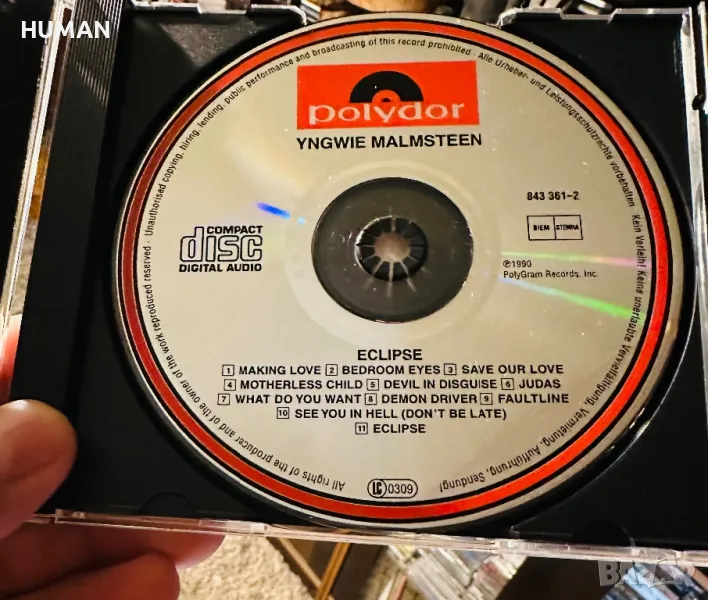 HUMAN
polydor
YNGWIE MALMSTEEN
843 361-2
BIEM STEMRA
COMPACT
disc
DIGITAL AUDIO
℗1990
PolyGram Records, Inc.
ECLIPSE
1 MAKING LOVE 2 BEDROOM EYES 3 SAVE OUR LOVE
4 MOTHERLESS CHILD 5 DEVIL IN DISGUISE 6 JUDAS
7 WHAT DO YOU WANT 8 DEMON DRIVER 9 FAULTLINE
10 SEE YOU IN HELL (DON'T BE LATE)
11 ECLIPSE
LC 0309
All rights of the producer and of the owner of the work reproduced reserved · Unauthorised copying, hiring, lending, public performance and broadcasting of this record prohibited · Alle Urheber- und Leistungsschutzrechte vorbehalten · Kein Verleih! Keine unerlaubte Vervielfältigung, Vermietung, Aufführung, Sendung!
BAZAR